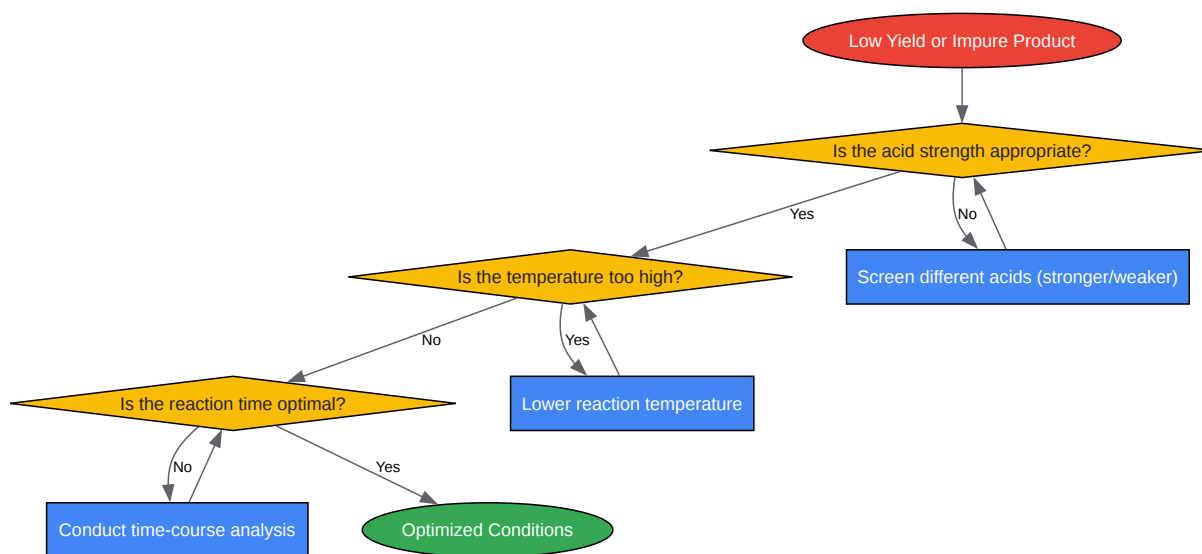 Low Yield or Impure Product
Is the acid strength appropriate?
Yes
No
Is the temperature too high?
Screen different acids (stronger/weaker)
No
Yes
Is the reaction time optimal?
Lower reaction temperature
No
Yes
Conduct time-course analysis
Optimized Conditions